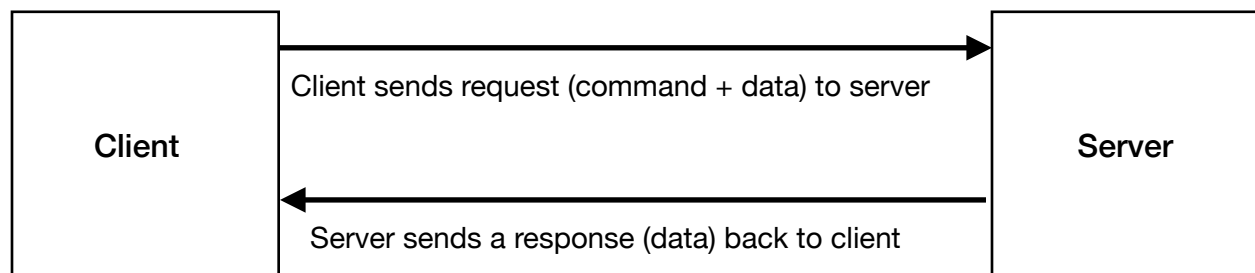 Client sends request (command + data) to server
Client
Server
Server sends a response (data) back to client